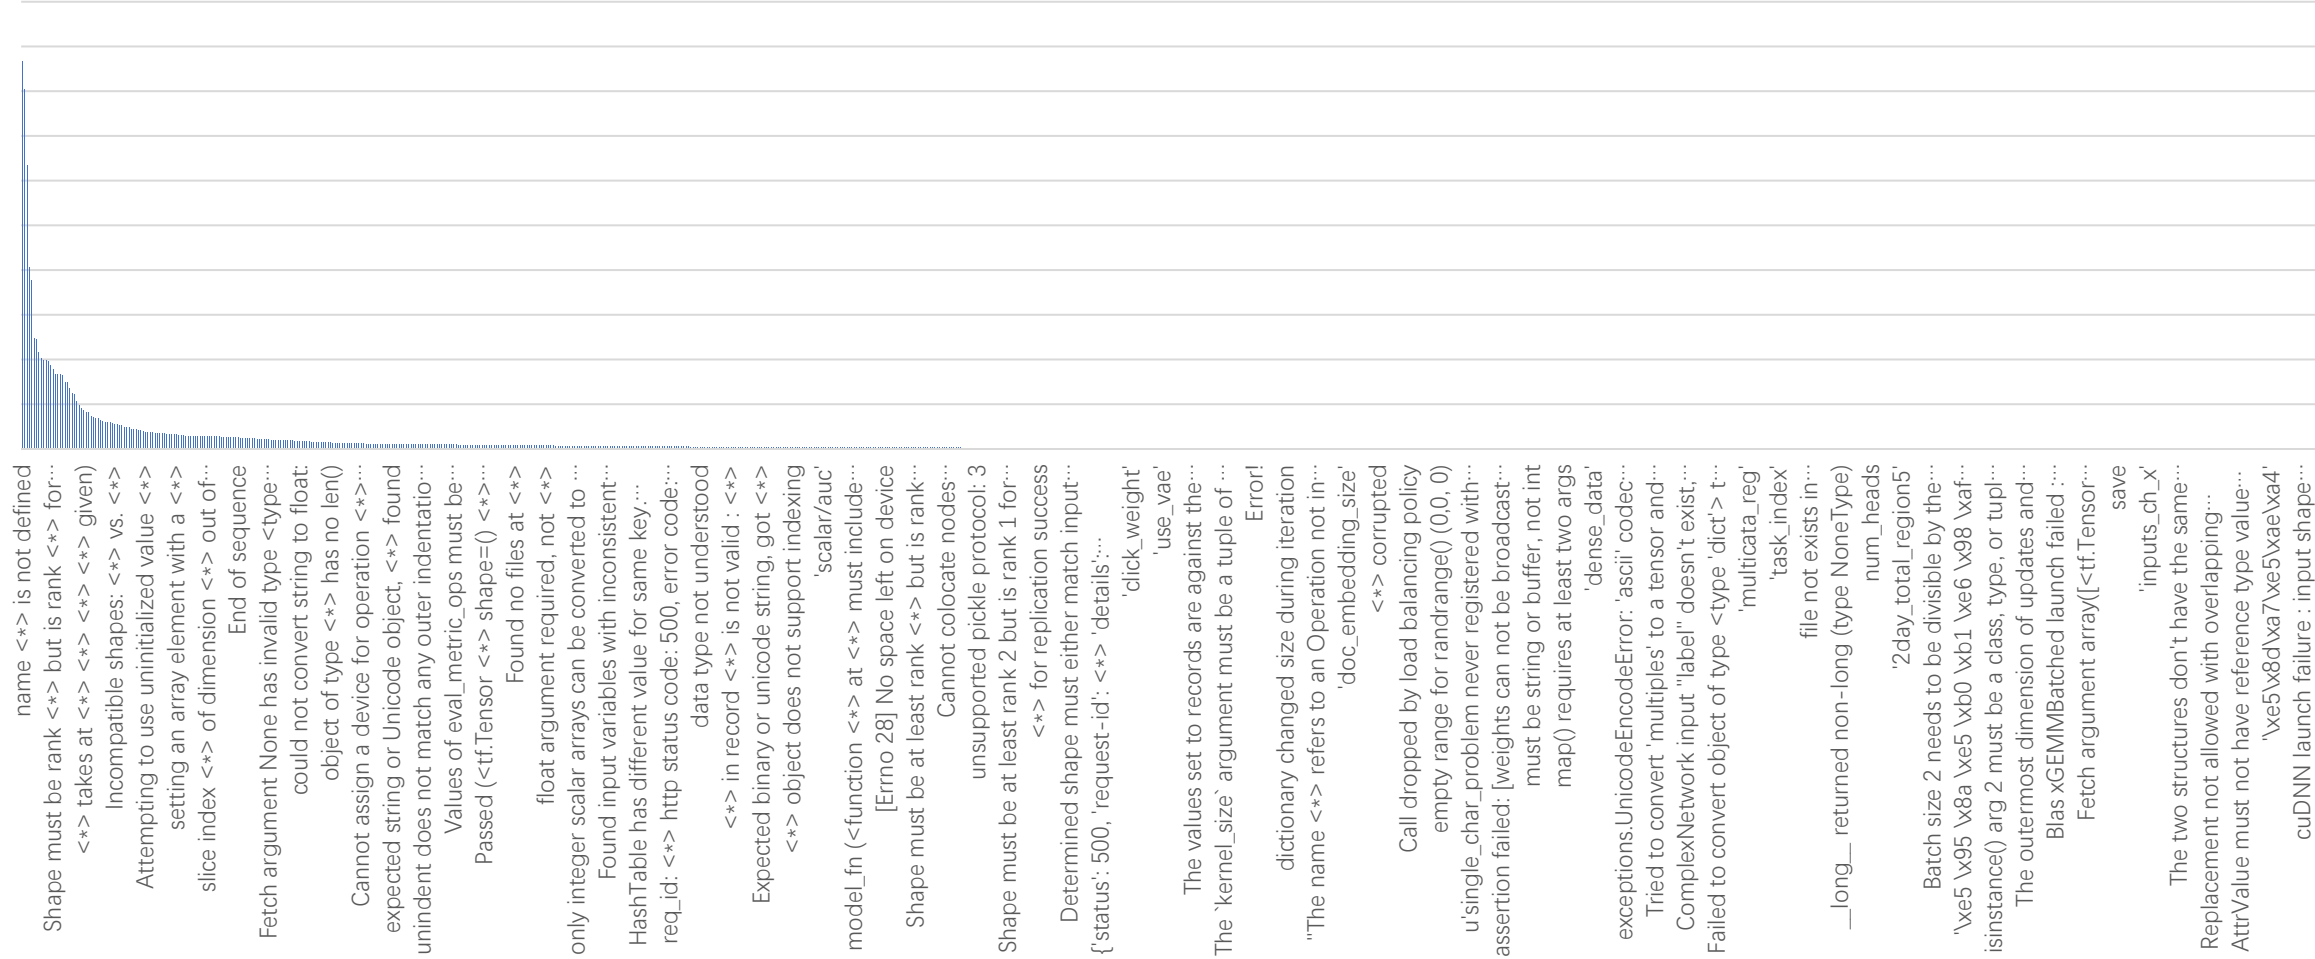 name <*> is not defined
Shape must be rank <*> but is rank <*> for…
<*> takes at <*> <*> <*> given)
Incompatible shapes: <*> vs. <*>
Attempting to use uninitialized value <*>
setting an array element with a <*>
slice index <*> of dimension <*> out of…
End of sequence
Fetch argument None has invalid type <type…
could not convert string to float:
object of type <*> has no len()
Cannot assign a device for operation <*>…
expected string or Unicode object, <*> found
unindent does not match any outer indentatio…
Values of eval_metric_ops must be…
Passed (<tf.Tensor <*> shape=() <*>…
Found no files at <*>
float argument required, not <*>
only integer scalar arrays can be converted to …
Found input variables with inconsistent…
HashTable has different value for same key.…
req_id: <*> http status code: 500, error code:…
data type not understood
<*> in record <*> is not valid : <*>
Expected binary or unicode string, got <*>
<*> object does not support indexing
'scalar/auc'
model_fn (<function <*> at <*> must include…
[Errno 28] No space left on device
Shape must be at least rank <*> but is rank…
Cannot colocate nodes…
unsupported pickle protocol: 3
Shape must be at least rank 2 but is rank 1 for…
<*> for replication success
Determined shape must either match input…
{'status': 500, 'request-id': <*> 'details':…
'click_weight'
'use_vae'
The values set to records are against the…
The `kernel_size` argument must be a tuple of …
Error!
dictionary changed size during iteration
"The name <*> refers to an Operation not in…
'doc_embedding_size'
<*> corrupted
Call dropped by load balancing policy
empty range for randrange() (0,0, 0)
u'single_char_problem never registered with…
assertion failed: [weights can not be broadcast…
must be string or buffer, not int
map() requires at least two args
'dense_data'
exceptions.UnicodeEncodeError: 'ascii' codec…
Tried to convert 'multiples' to a tensor and…
ComplexNetwork input "label" doesn't exist,…
Failed to convert object of type <type 'dict'> t…
'multicata_reg'
'task_index'
file not exists in…
__long__ returned non-long (type NoneType)
num_heads
'2day_total_region5'
Batch size 2 needs to be divisible by the…
'\xe5 \x95 \x8a \xe5 \xb0 \xb1 \xe6 \x98 \xaf…
isinstance() arg 2 must be a class, type, or tupl…
The outermost dimension of updates and…
Blas xGEMMBatched launch failed :…
Fetch argument array([<tf.Tensor…
save
'inputs_ch_x'
The two structures don't have the same…
Replacement not allowed with overlapping…
AttrValue must not have reference type value…
'\xe5\x8d\xa7\xe5\xae\xa4'
cuDNN launch failure : input shape…